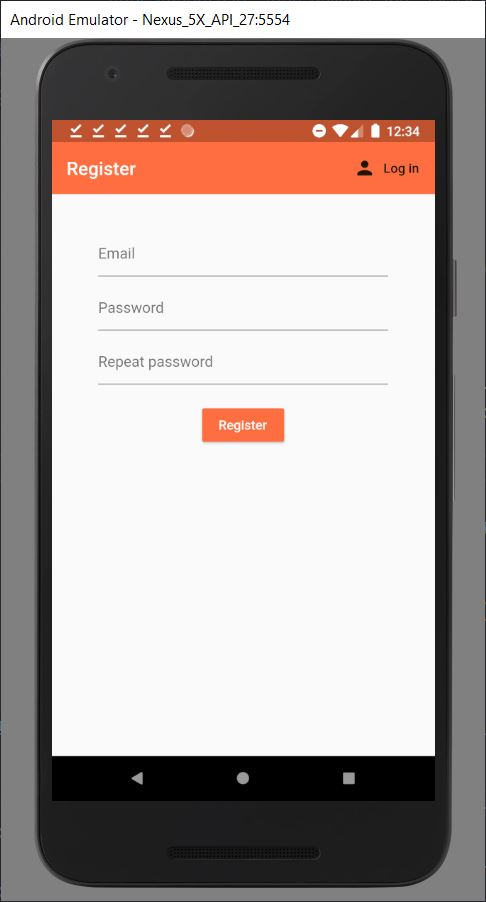 Android Emulator - Nexus_5X_API_27:5554
12:34
Register
Log in
Email
Password
Repeat password
Register